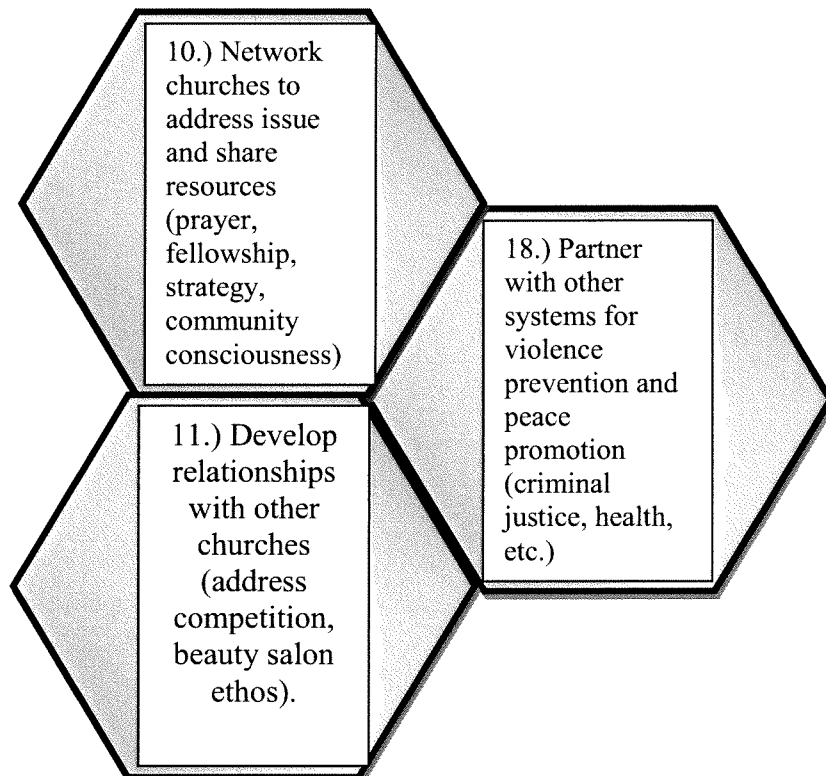 10.) Network
churches to
address issue
and share
resources
(prayer,
fellowship,
strategy,
community
consciousness)
11.) Develop
relationships
with other
churches
(address
competition,
beauty salon
ethos).
18.) Partner
with other
systems for
violence
prevention and
peace
promotion
(criminal
justice, health,
etc.)